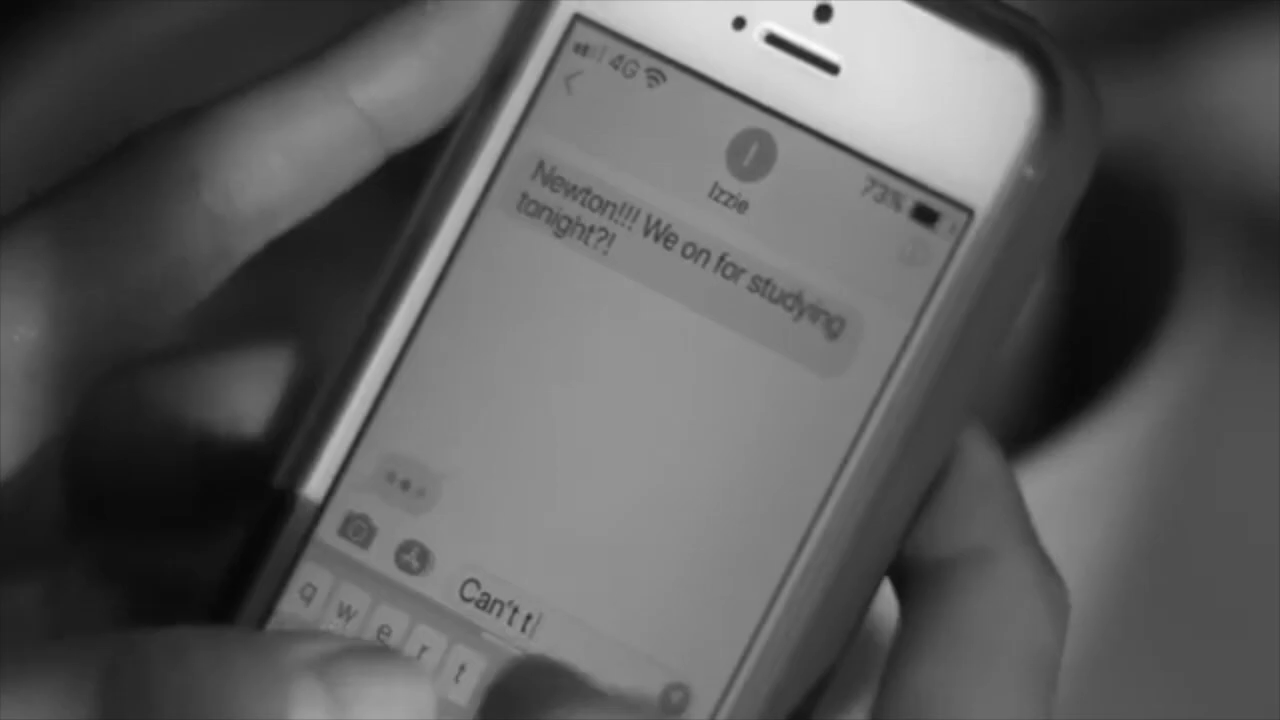 4G
73%
I
Izzie
Newton!!! We on for studying
tonight?!
Can't t
q w e r t